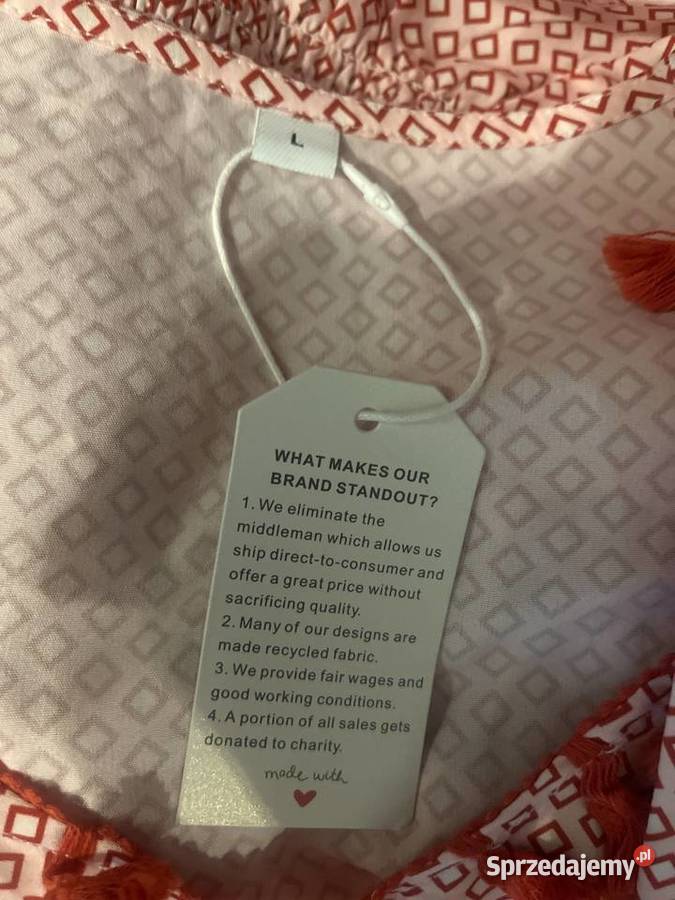 L
WHAT MAKES OUR
BRAND STANDOUT?
1. We eliminate the
middleman which allows us
ship direct-to-consumer and
offer a great price without
sacrificing quality.
2. Many of our designs are
made recycled fabric.
3. We provide fair wages and
good working conditions.
4. A portion of all sales gets
donated to charity.
made with
Sprzedajemy.pl